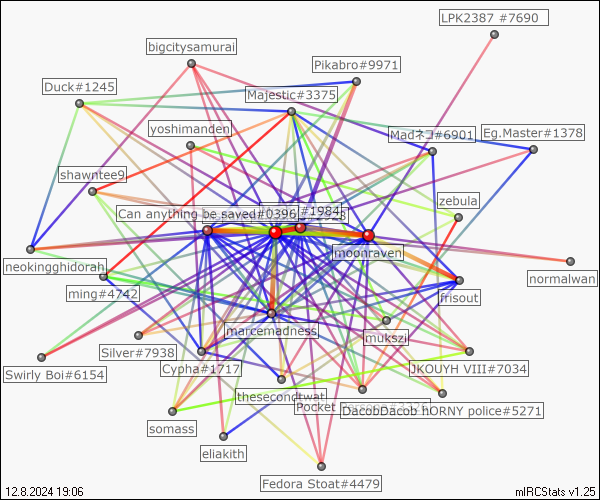 LPK2387 #7690
bigcitysamurai
Pikabro#9971
Duck#1245
Majestic#3375
yoshimanden
Madネコ#6901
Eg.Master#1378
shawntee9
zebula
Can anything be saved#0396
#1984
moonraven
neokingghidorah
normalwan
ming#4742
frisout
marcemadness
mukszil
Silver#7938
Cypha#1717
JKOUYH VIII#7034
Swirly Boi#6154
thesecondtwat
Pocket
DacobDacob hORNY police#5271
somass
eliakith
Fedora Stoat#4479
12.8.2024 19:06
mIRCStats v1.25